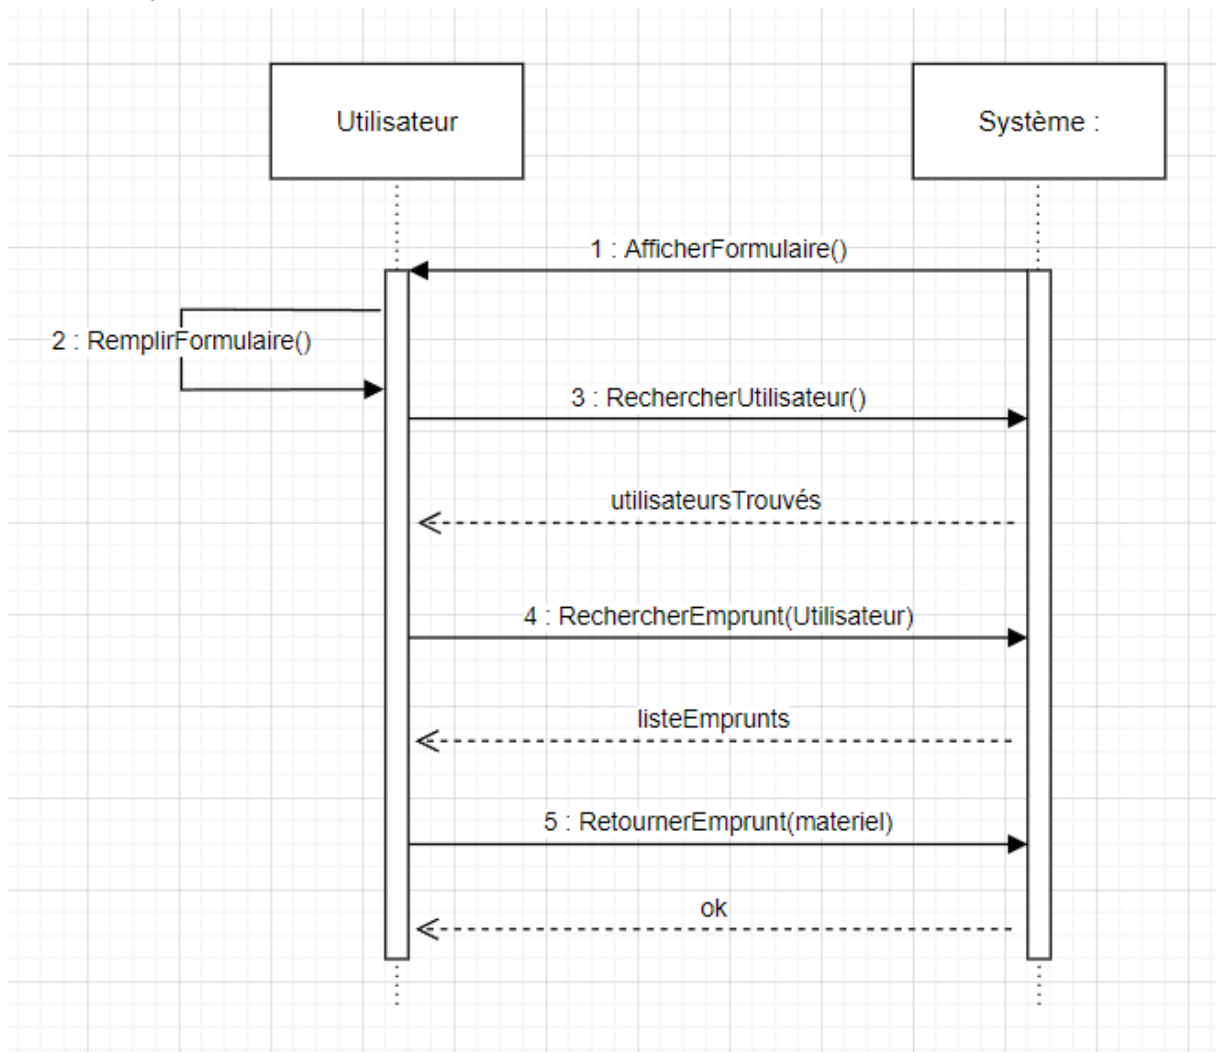 Utilisateur
Système :
1 : AfficherFormulaire()
2 : RemplirFormulaire()
3 : RechercherUtilisateur()
utilisateursTrouvés
4 : RechercherEmprunt(Utilisateur)
listeEmprunts
5 : RetournerEmprunt(materiel)
ok